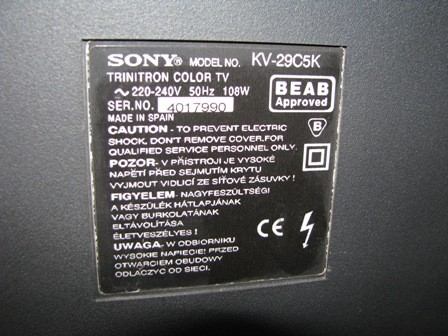 SONY® MODEL NO. KV-29C5K
TRINITRON COLOR TV
~ 220-240V 50Hz 108W
SER.NO. 4017990
MADE IN SPAIN
BEAB
Approved
B
CAUTION - TO PREVENT ELECTRIC
SHOCK, DON'T REMOVE COVER.FOR
QUALIFIED SERVICE PERSONNEL ONLY.
POZOR- V PŘÍSTROJI JE VYSOKÉ
NAPĚTÍ PŘED SEJMUTÍM KRYTU
VYJMOUT VIDLICI ZE SÍŤOVÉ ZÁSUVKY !
FIGYELEM- NAGYFESZÜLTSÉG!
A KÉSZÜLÉK HÁTLAPJÁNAK
VAGY BURKOLATÁNAK
ELTÁVOLÍTÁSA
ÉLETVESZÉLYES !
UWAGA- W ODBIORNIKU
WYSOKIE NAPIĘCIE! PRZED
OTWARCIEM OBUDOWY
ODŁĄCZYĆ OD SIECI.
CE